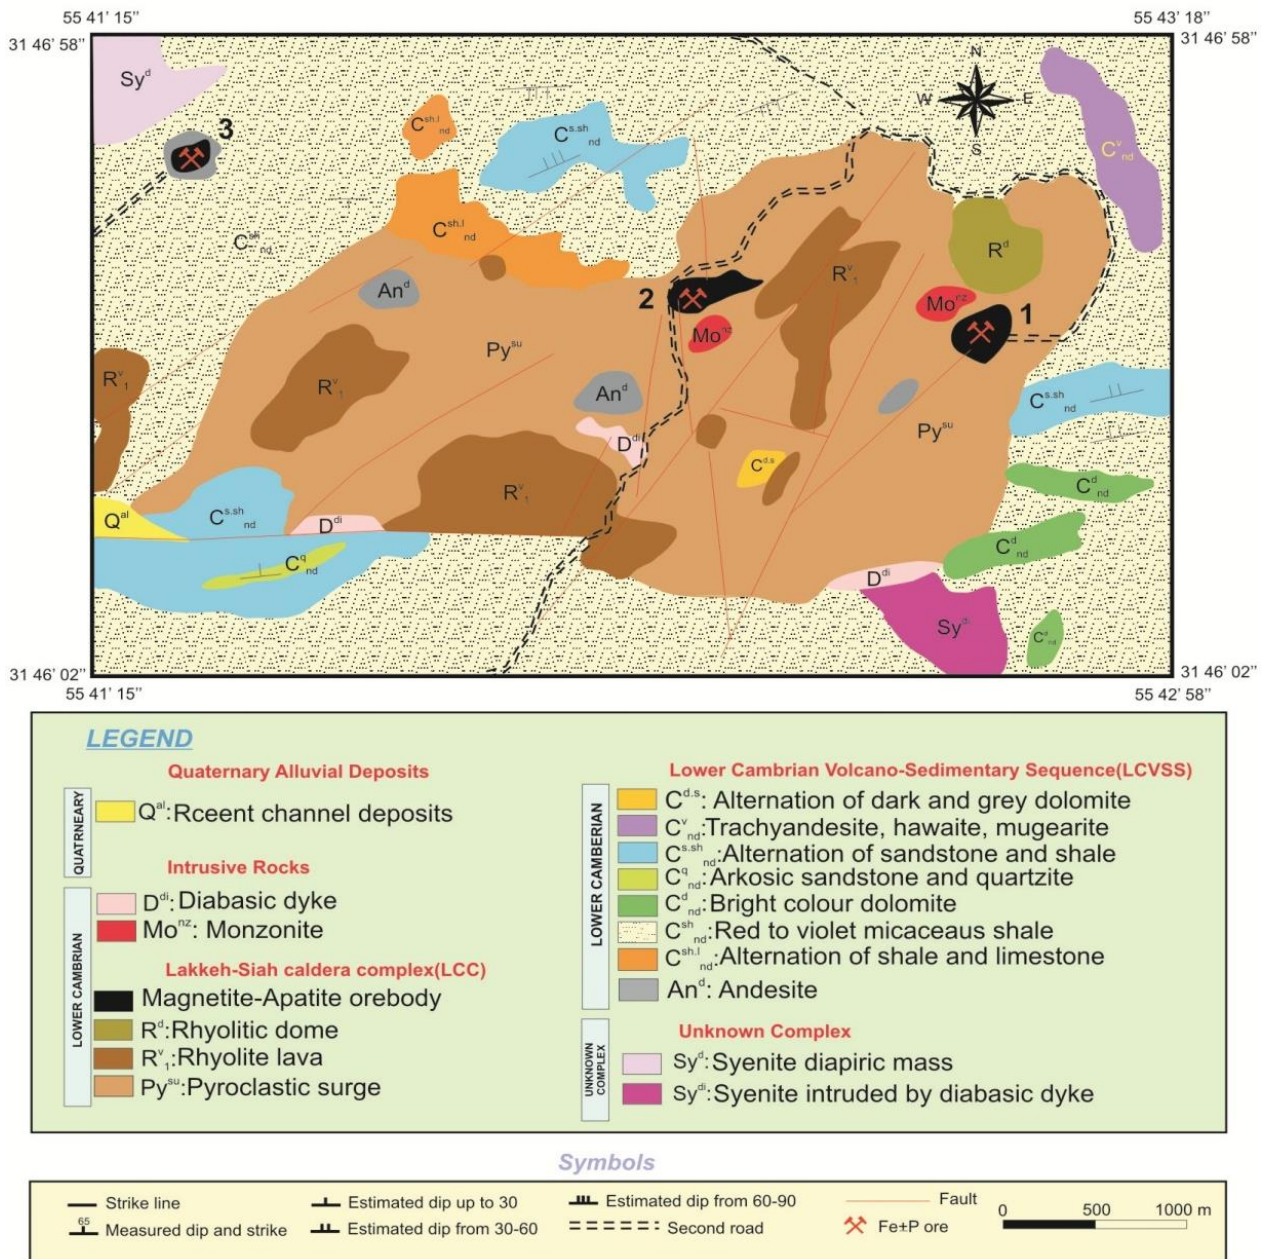 55 41’ 15’’
55 43’ 18’’
31 46’ 58’’
31 46’ 58’’
N
W E
S
Sy^d
3
C^sh.l_nd
C^s.sh_nd
C^v_nd
C^sh_nd
C^sh.l_nd
R^d
An^d
2
R^v_1
Mo^nz
1
Mo^nz
Py^su
R^v_1
R^v_1
An^d
C^s.sh_nd
Py^su
D^di
C^d.s
R^v_1
C^d_nd
Q^al
C^s.sh_nd
D^di
C^d_nd
C^q_nd
D^di
Sy^di
C^d_nd
31 46’ 02’’
31 46’ 02’’
55 41’ 15’’
55 42’ 58’’
LEGEND
Quaternary Alluvial Deposits
QUATRNEARY
Q^al:Rceent channel deposits
Intrusive Rocks
LOWER CAMBRIAN
D^di: Diabasic dyke
Mo^nz: Monzonite
Lakkeh-Siah caldera complex(LCC)
Magnetite-Apatite orebody
R^d:Rhyolitic dome
R^v_1:Rhyolite lava
Py^su:Pyroclastic surge
Lower Cambrian Volcano-Sedimentary Sequence(LCVSS)
LOWER CAMBERIAN
C^d.s: Alternation of dark and grey dolomite
C^v_nd:Trachyandesite, hawaite, mugearite
C^s.sh_nd:Alternation of sandstone and shale
C^q_nd:Arkosic sandstone and quartzite
C^d_nd:Bright colour dolomite
C^sh_nd:Red to violet micaceaus shale
C^sh.l_nd:Alternation of shale and limestone
An^d: Andesite
Unknown Complex
UNKNOWN
COMPLEX
Sy^d:Syenite diapiric mass
Sy^di:Syenite intruded by diabasic dyke
Symbols
Strike line
65
Measured dip and strike
Estimated dip up to 30
Estimated dip from 30-60
Estimated dip from 60-90
Second road
Fault
Fe+P ore
0 500 1000 m